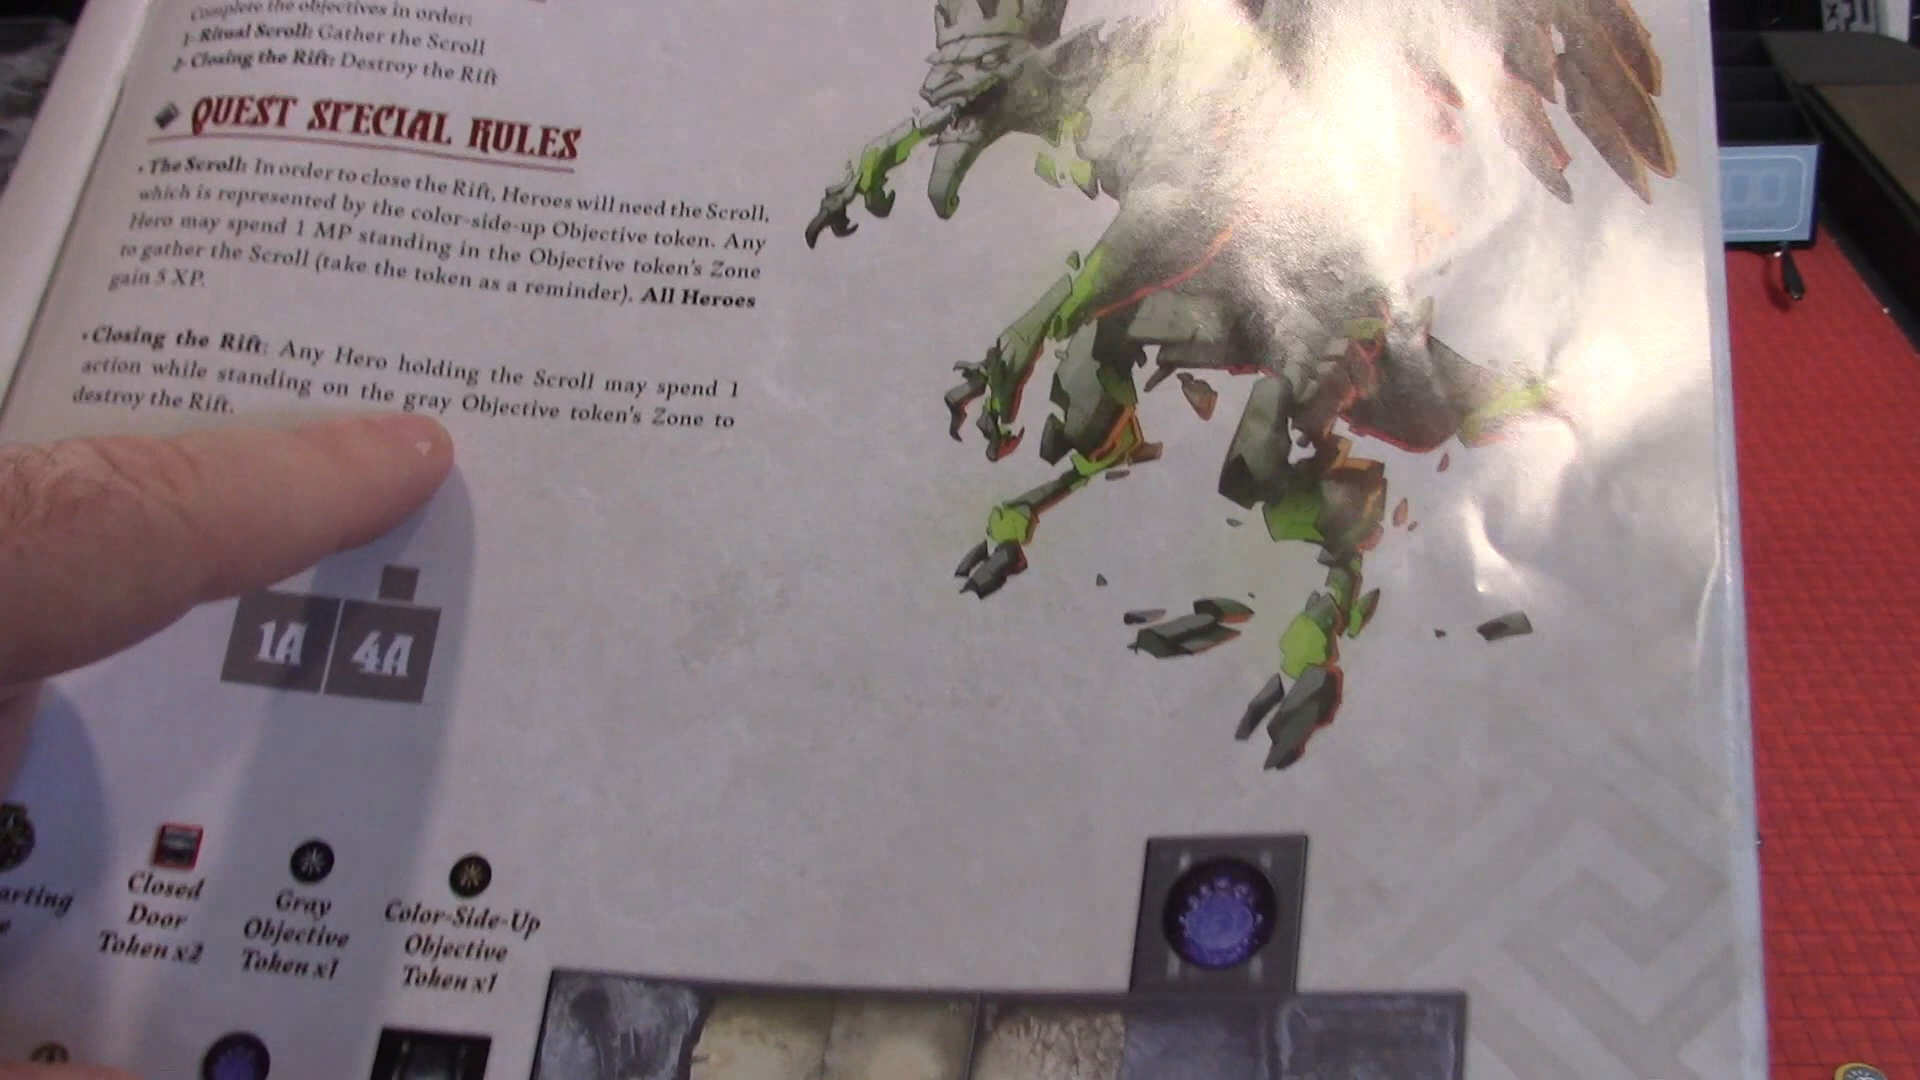 Complete the objectives in order:
1- Ritual Scroll: Gather the Scroll
2- Closing the Rift: Destroy the Rift
QUEST SPECIAL RULES
• The Scroll: In order to close the Rift, Heroes will need the Scroll,
which is represented by the color-side-up Objective token. Any
Hero may spend 1 MP standing in the Objective token's Zone
to gather the Scroll (take the token as a reminder). All Heroes
gain 5 XP.
• Closing the Rift: Any Hero holding the Scroll may spend 1
action while standing on the gray Objective token's Zone to
destroy the Rift.
1A 4A
arting
e
Closed
Door
Token x2
Gray
Objective
Token x1
Color-Side-Up
Objective
Token x1